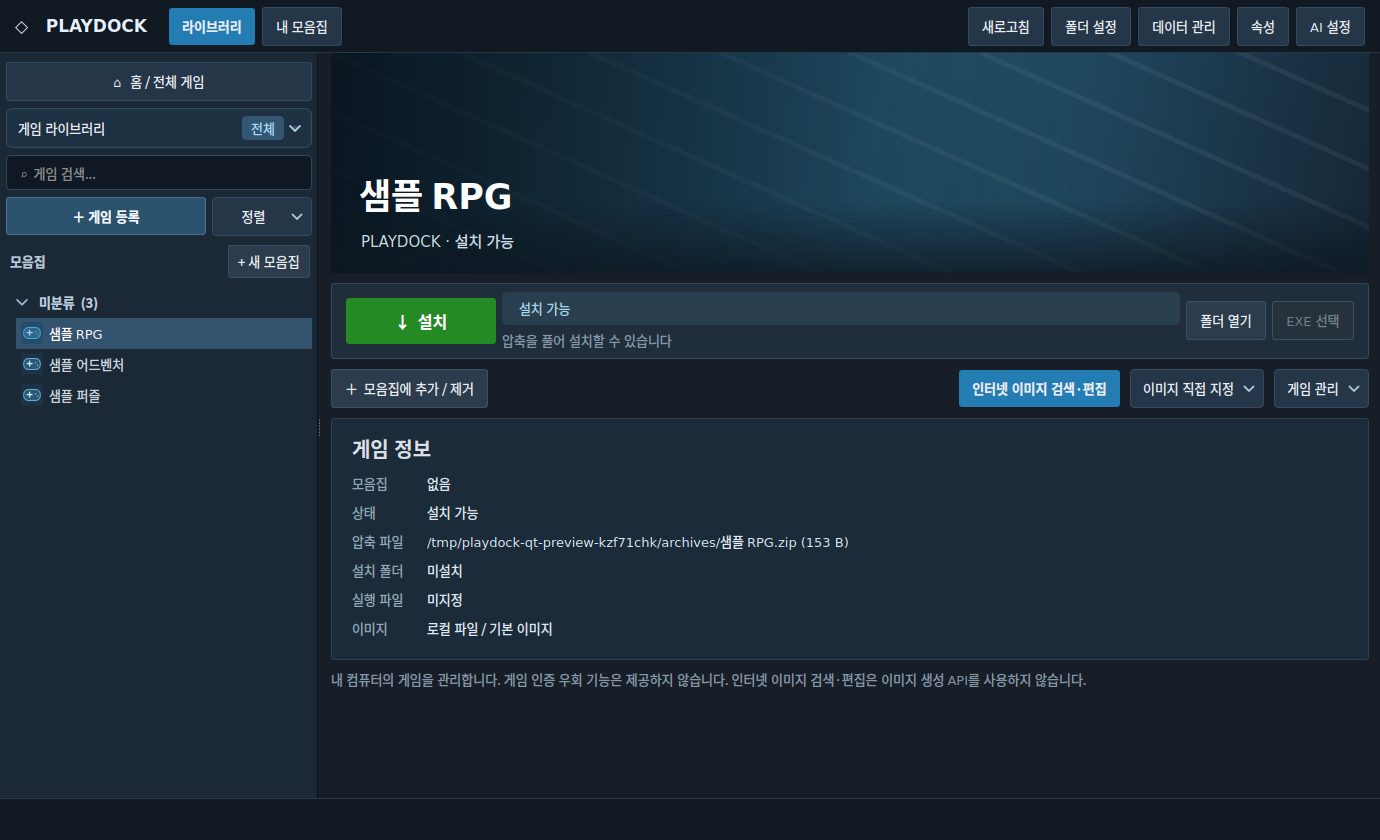 ◇ PLAYDOCK 라이브러리 내 모음집 새로고침 폴더 설정 데이터 관리 속성 AI 설정
⌂ 홈 / 전체 게임
게임 라이브러리 전체
⌕ 게임 검색...
+ 게임 등록 정렬
모음집 + 새 모음집
미분류 (3)
샘플 RPG
샘플 어드벤처
샘플 퍼즐
샘플 RPG
PLAYDOCK · 설치 가능
↓ 설치 설치 가능 폴더 열기 EXE 선택
압축을 풀어 설치할 수 있습니다
+ 모음집에 추가 / 제거 인터넷 이미지 검색·편집 이미지 직접 지정 게임 관리
게임 정보
모음집 없음
상태 설치 가능
압축 파일 /tmp/playdock-qt-preview-kzf71chk/archives/샘플 RPG.zip (153 B)
설치 폴더 미설치
실행 파일 미지정
이미지 로컬 파일 / 기본 이미지
내 컴퓨터의 게임을 관리합니다. 게임 인증 우회 기능은 제공하지 않습니다. 인터넷 이미지 검색·편집은 이미지 생성 API를 사용하지 않습니다.